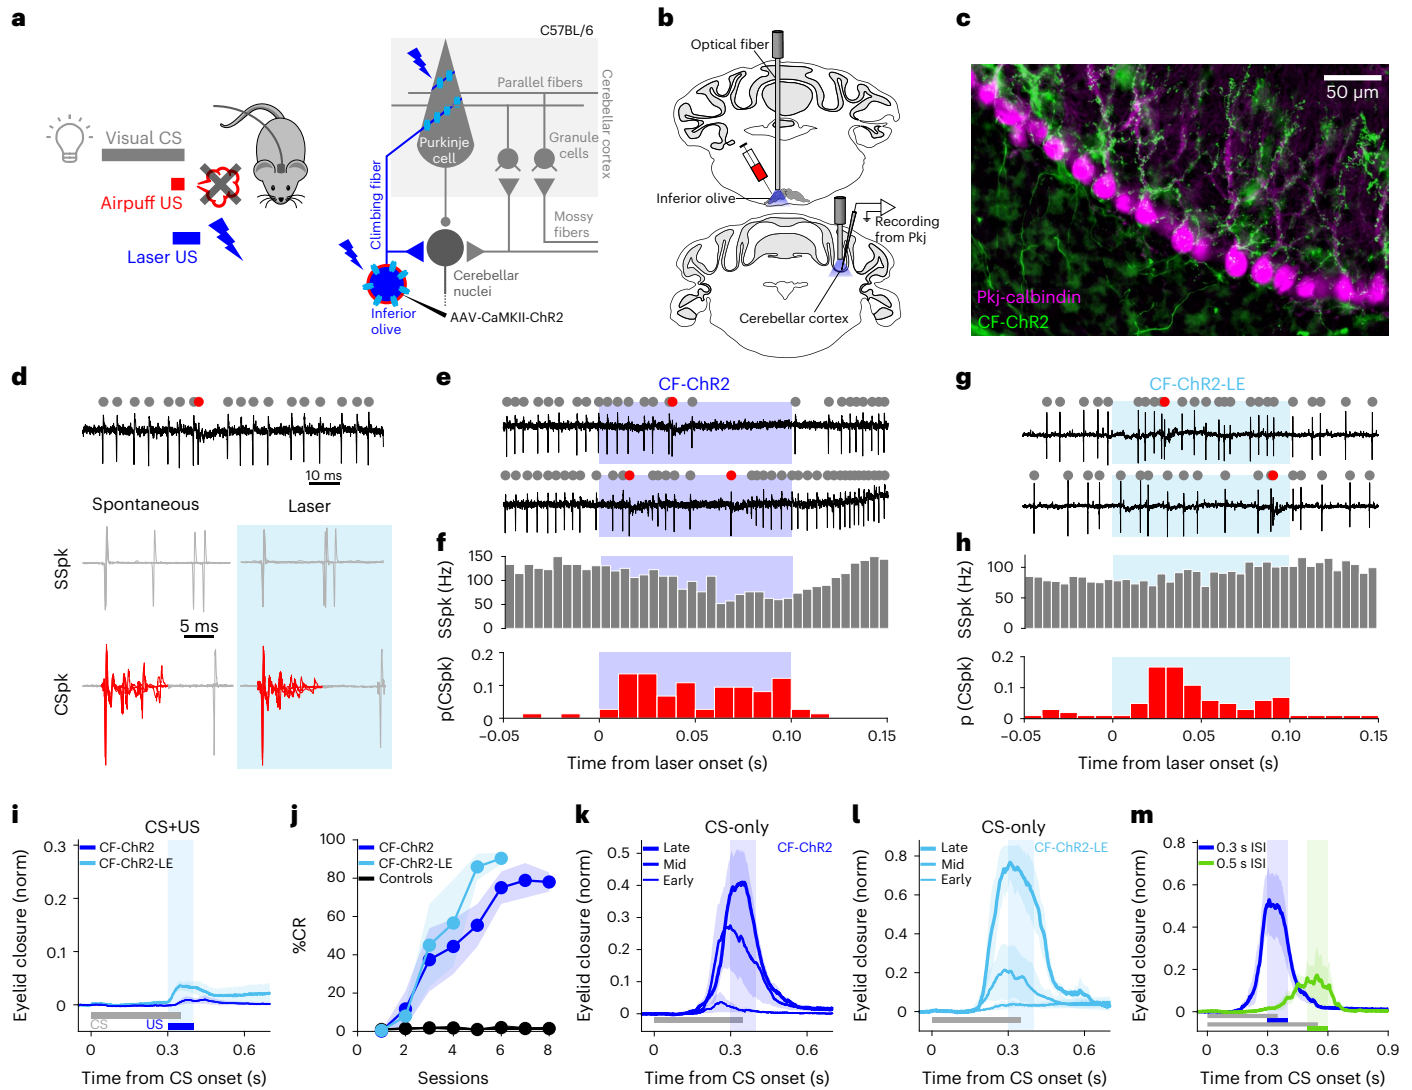 a
C57BL/6
Visual CS
Airpuff US
Laser US
Parallel fibers
Purkinje
cell
Granule
cells
Cerebellar cortex
Climbing fiber
Mossy
fibers
Cerebellar
nuclei
Inferior
olive
AAV-CaMKII-ChR2
b
Optical fiber
Inferior olive
Recording
from Pkj
Cerebellar cortex
c
50 µm
Pkj-calbindin
CF-ChR2
d
10 ms
Spontaneous
Laser
SSpk
5 ms
CSpk
e
CF-ChR2
f
SSpk (Hz)
150
100
50
0
p(CSpk)
0.2
0.1
0
−0.05
0
0.05
0.10
0.15
Time from laser onset (s)
g
CF-ChR2-LE
h
SSpk (Hz)
100
50
0
p (CSpk)
0.2
0.1
0
−0.05
0
0.05
0.10
0.15
Time from laser onset (s)
i
CS+US
CF-ChR2
CF-ChR2-LE
Eyelid closure (norm)
0.3
0.2
0.1
0
CS
US
0
0.3
0.6
Time from CS onset (s)
j
CF-ChR2
CF-ChR2-LE
Controls
%CR
100
80
60
40
20
0
2
4
6
8
Sessions
k
CS-only
Late
Mid
Early
CF-ChR2
Eyelid closure (norm)
0.5
0.4
0.3
0.2
0.1
0
0
0.3
0.6
Time from CS onset (s)
l
CS-only
Late
Mid
Early
CF-ChR2-LE
Eyelid closure (norm)
0.8
0.6
0.4
0.2
0
0
0.3
0.6
Time from CS onset (s)
m
0.3 s ISI
0.5 s ISI
Eyelid closure (norm)
0.8
0.6
0.4
0.2
0
0
0.3
0.6
0.9
Time from CS onset (s)